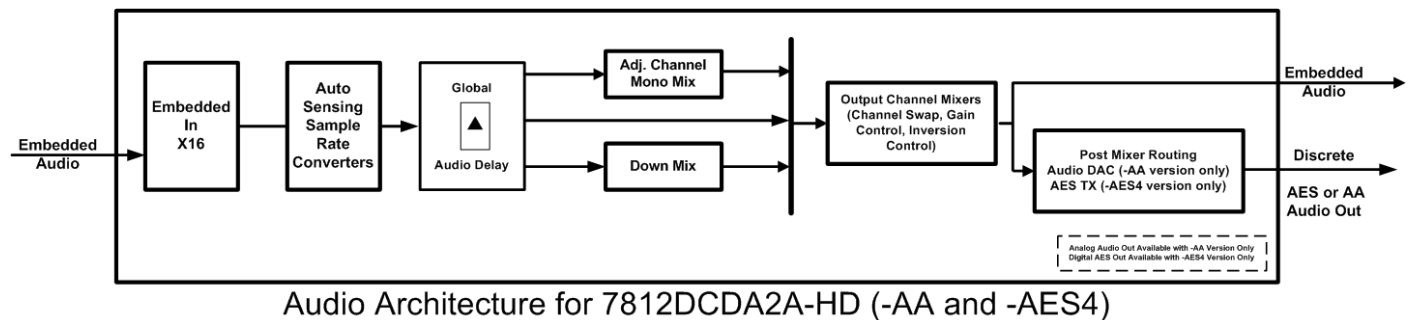 Embedded
Audio
Embedded
In
X16
Auto
Sensing
Sample
Rate
Converters
Global
Audio Delay
Adj. Channel
Mono Mix
Down Mix
Output Channel Mixers
(Channel Swap, Gain
Control, Inversion
Control)
Embedded
Audio
Post Mixer Routing
Audio DAC (-AA version only)
AES TX (-AES4 version only)
Discrete
AES or AA
Audio Out
Analog Audio Out Available with -AA Version Only
Digital AES Out Available with -AES4 Version Only
Audio Architecture for 7812DCDA2A-HD (-AA and -AES4)